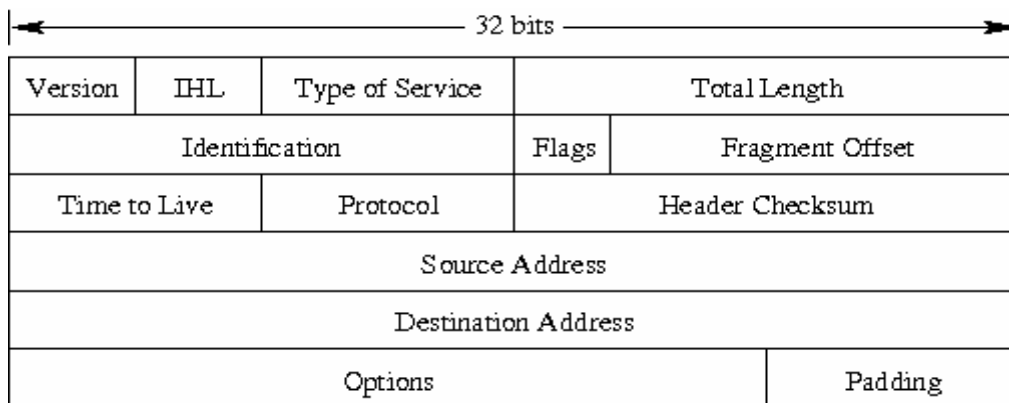 32 bits
Version IHL Type of Service Total Length
Identification Flags Fragment Offset
Time to Live Protocol Header Checksum
Source Address
Destination Address
Options Padding